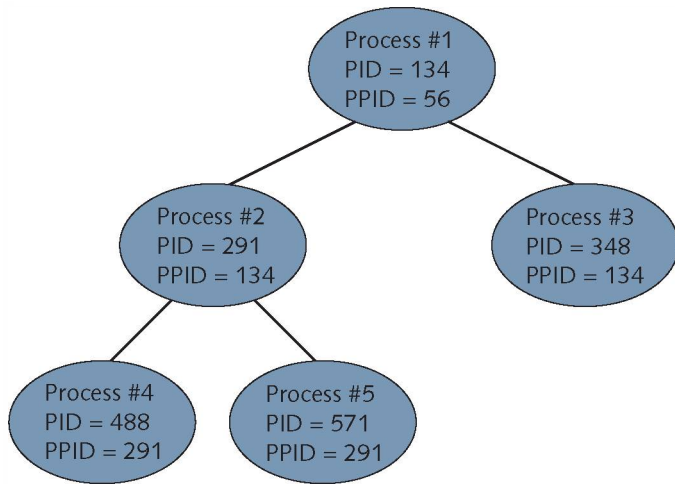 Process #1
PID = 134
PPID = 56
Process #2
PID = 291
PPID = 134
Process #3
PID = 348
PPID = 134
Process #4
PID = 488
PPID = 291
Process #5
PID = 571
PPID = 291